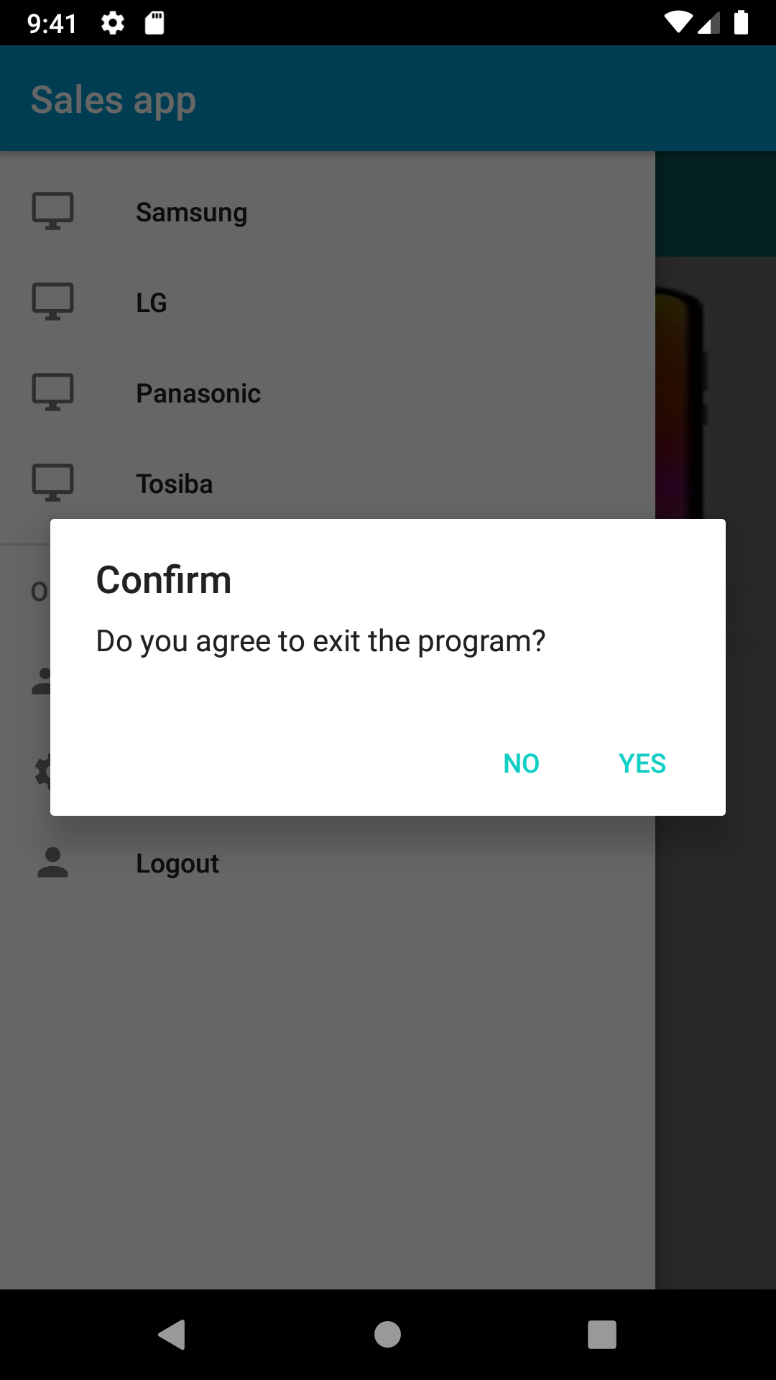 9:41
Sales app
Samsung
LG
Panasonic
Tosiba
Confirm
Do you agree to exit the program?
NO YES
Logout